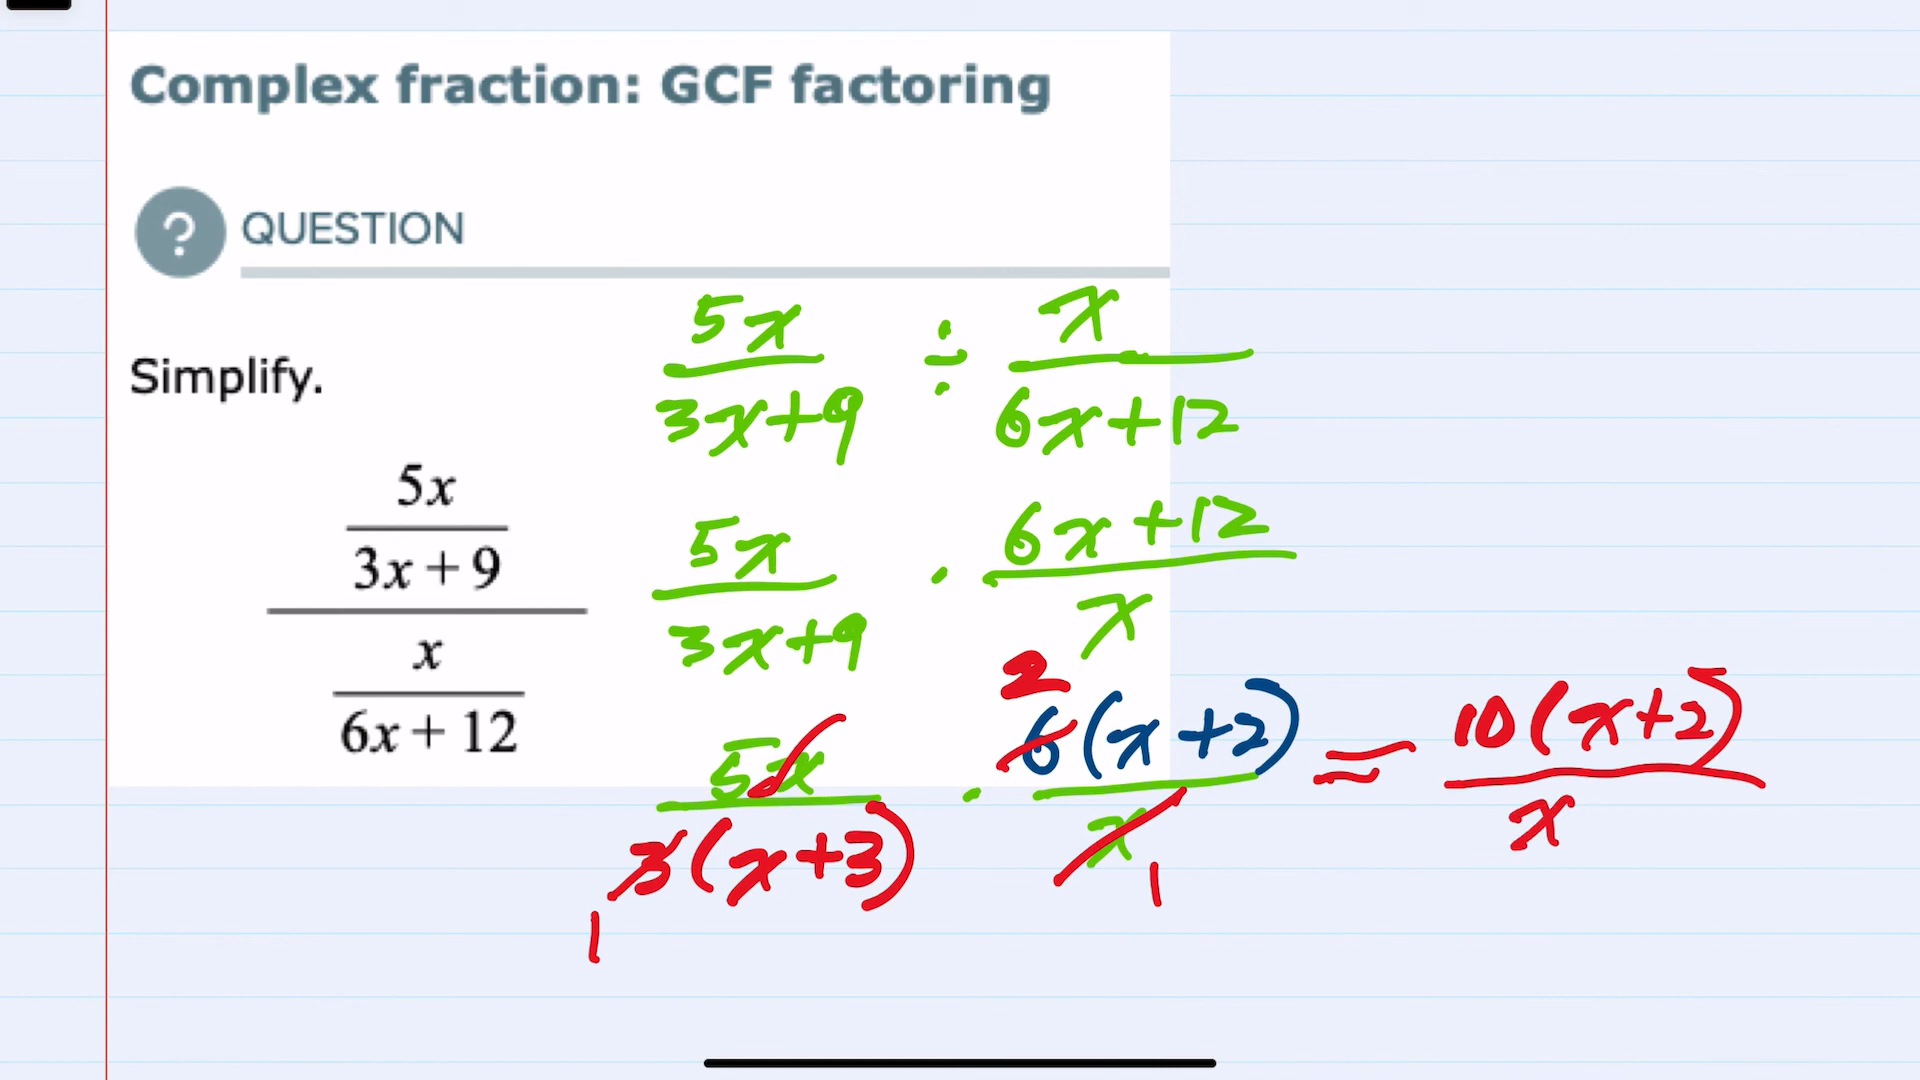 Complex fraction: GCF factoring
?
QUESTION
Simplify.
5x
3x + 9
x
6x + 12
5x ÷ x
3x+9 6x+12
5x · 6x+12
3x+9 x
2
5x · 6(x+2) = 10(x+2)
3(x+3) x x
1 1